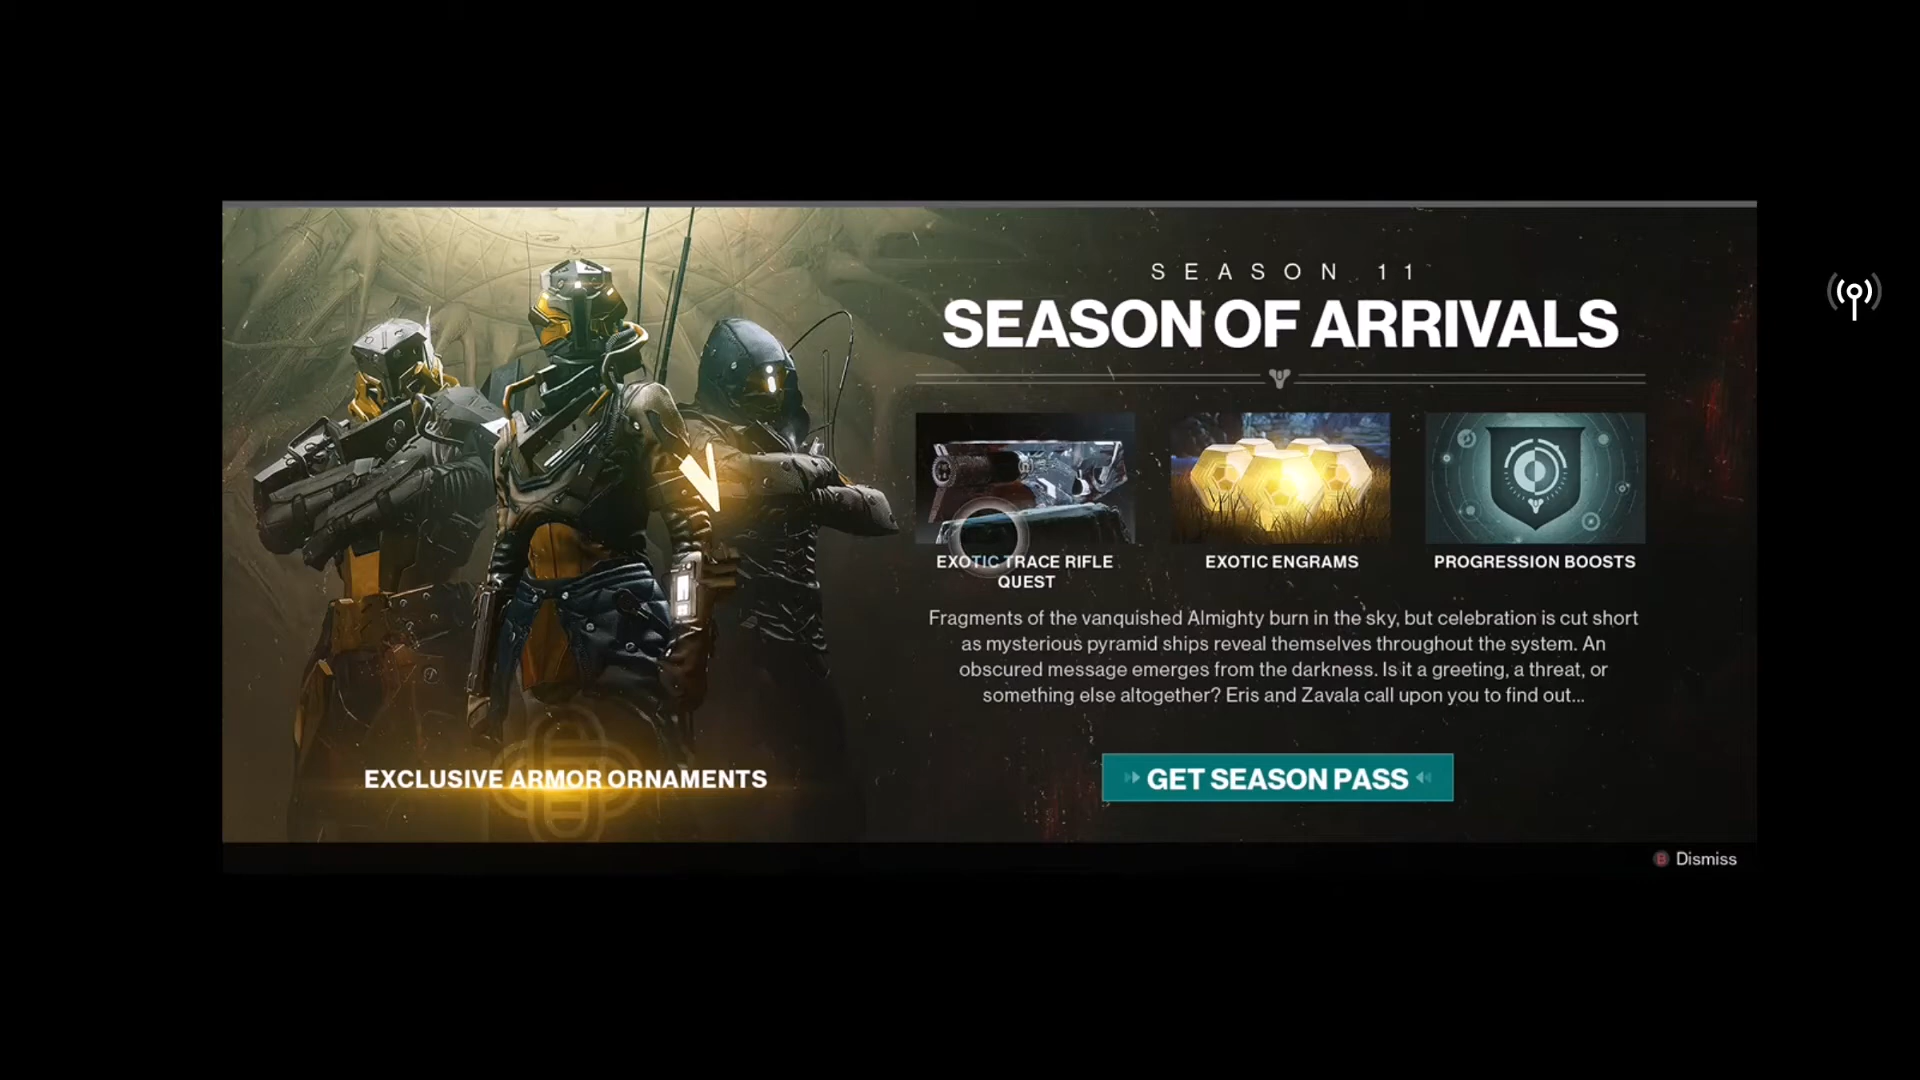 SEASON 11
SEASON OF ARRIVALS
EXOTIC TRACE RIFLE
QUEST
EXOTIC ENGRAMS
PROGRESSION BOOSTS
Fragments of the vanquished Almighty burn in the sky, but celebration is cut short
as mysterious pyramid ships reveal themselves throughout the system. An
obscured message emerges from the darkness. Is it a greeting, a threat, or
something else altogether? Eris and Zavala call upon you to find out...
EXCLUSIVE ARMOR ORNAMENTS
GET SEASON PASS
B Dismiss